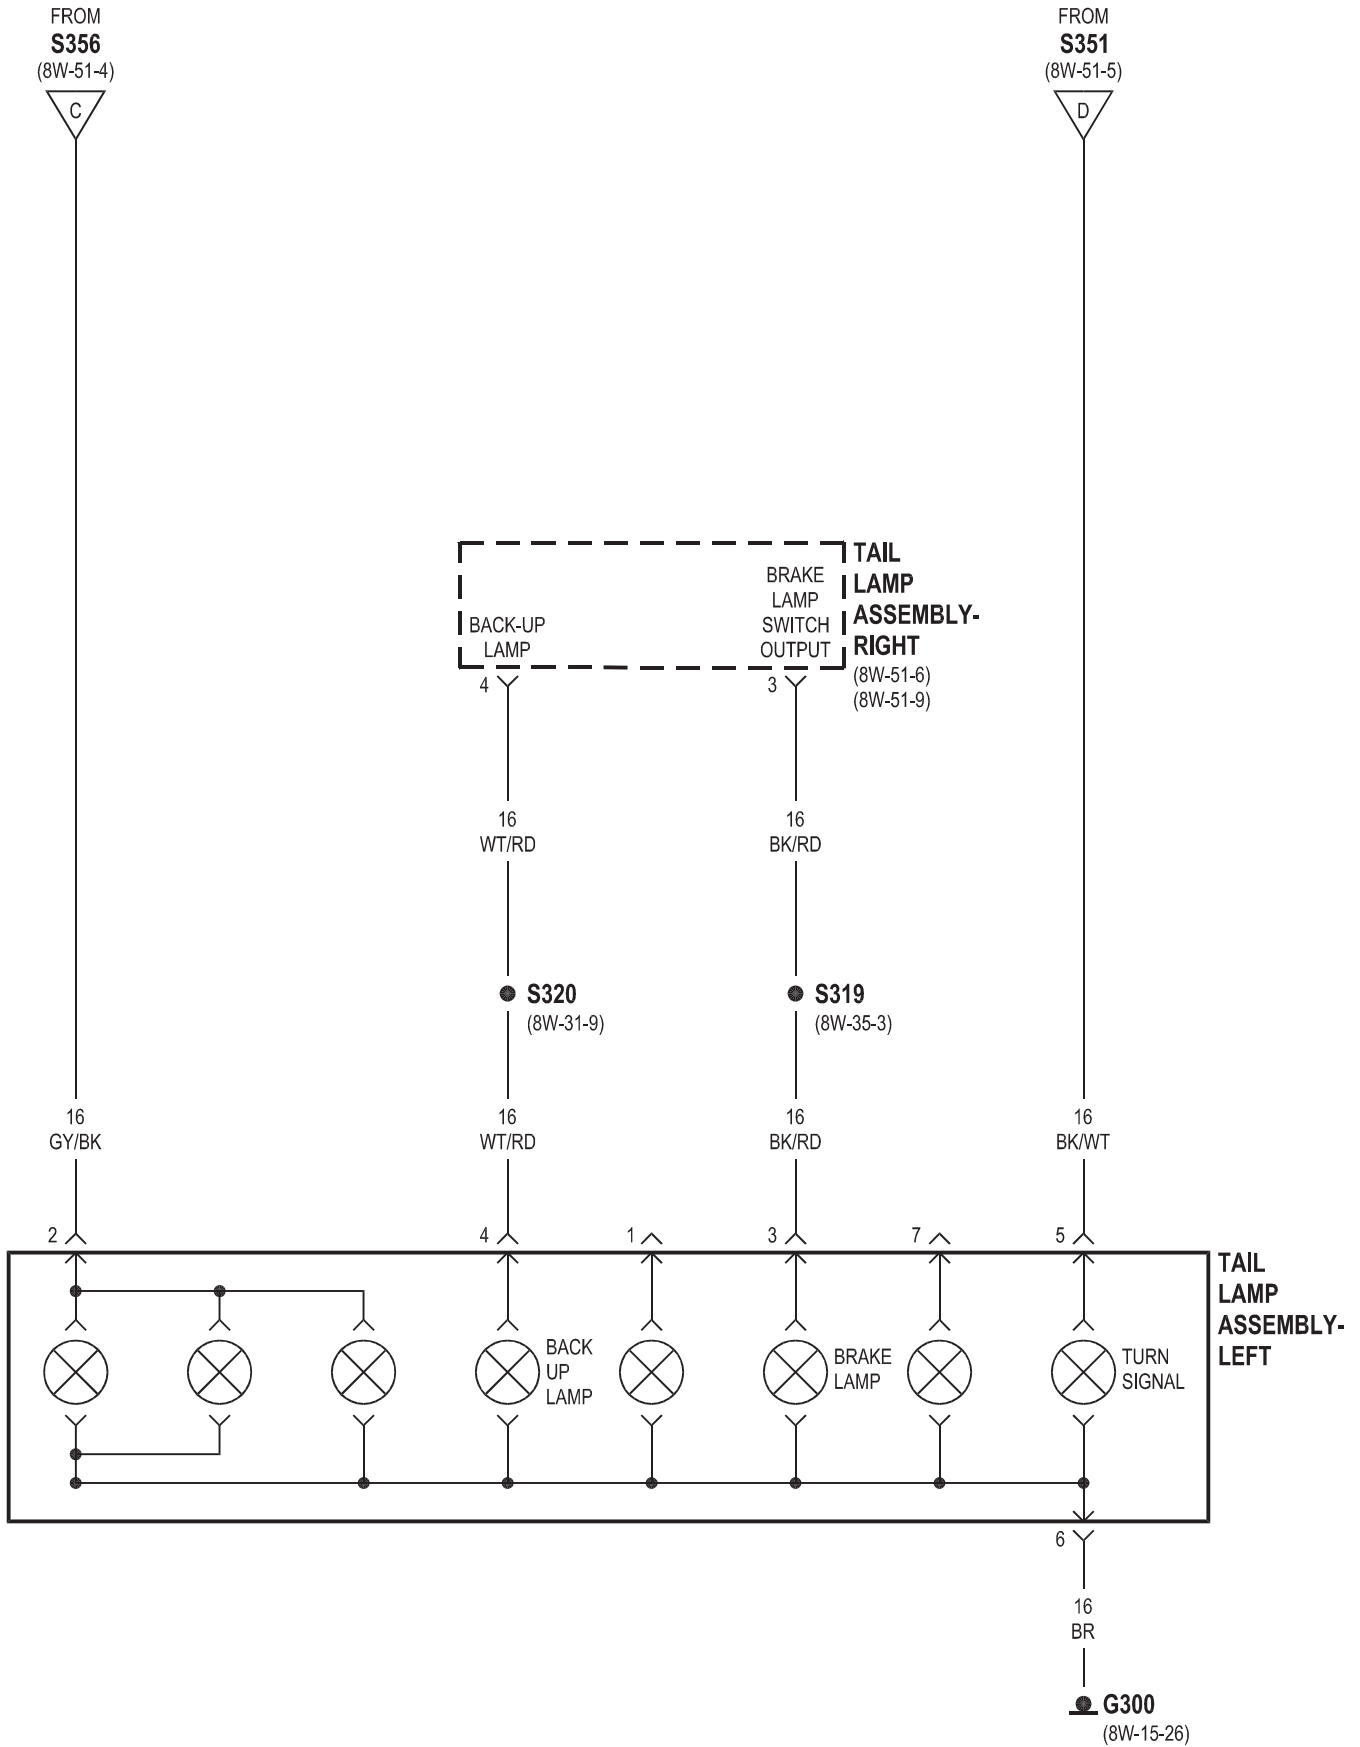 FROM
S356
(8W-51-4)
C
FROM
S351
(8W-51-5)
D
BACK-UP
LAMP
BRAKE
LAMP
SWITCH
OUTPUT
TAIL
LAMP
ASSEMBLY-
RIGHT
(8W-51-6)
(8W-51-9)
4
3
16
WT/RD
16
BK/RD
S320
(8W-31-9)
S319
(8W-35-3)
16
GY/BK
16
WT/RD
16
BK/RD
16
BK/WT
2
4
1
3
7
5
TAIL
LAMP
ASSEMBLY-
LEFT
BACK
UP
LAMP
BRAKE
LAMP
TURN
SIGNAL
6
16
BR
G300
(8W-15-26)